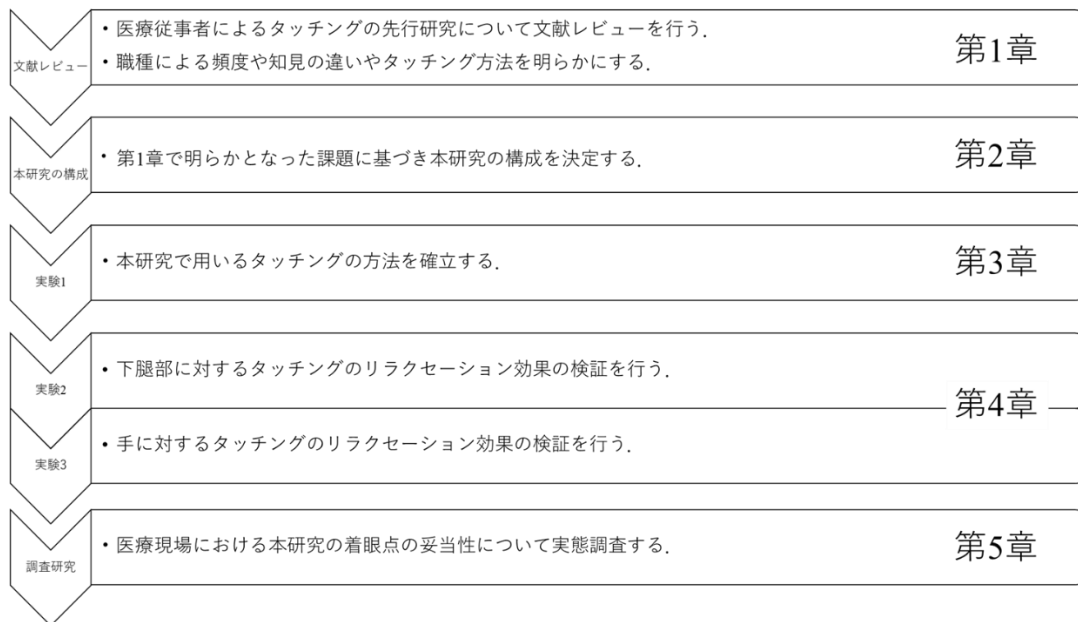 文献レビュー
・医療従事者によるタッチングの先行研究について文献レビューを行う.
・職種による頻度や知見の違いやタッチング方法を明らかにする.
第1章
本研究の構成
・第1章で明らかとなった課題に基づき本研究の構成を決定する.
第2章
実験1
・本研究で用いるタッチングの方法を確立する.
第3章
実験2
・下腿部に対するタッチングのリラクセーション効果の検証を行う.
第4章
実験3
・手に対するタッチングのリラクセーション効果の検証を行う.
調査研究
・医療現場における本研究の着眼点の妥当性について実態調査する.
第5章